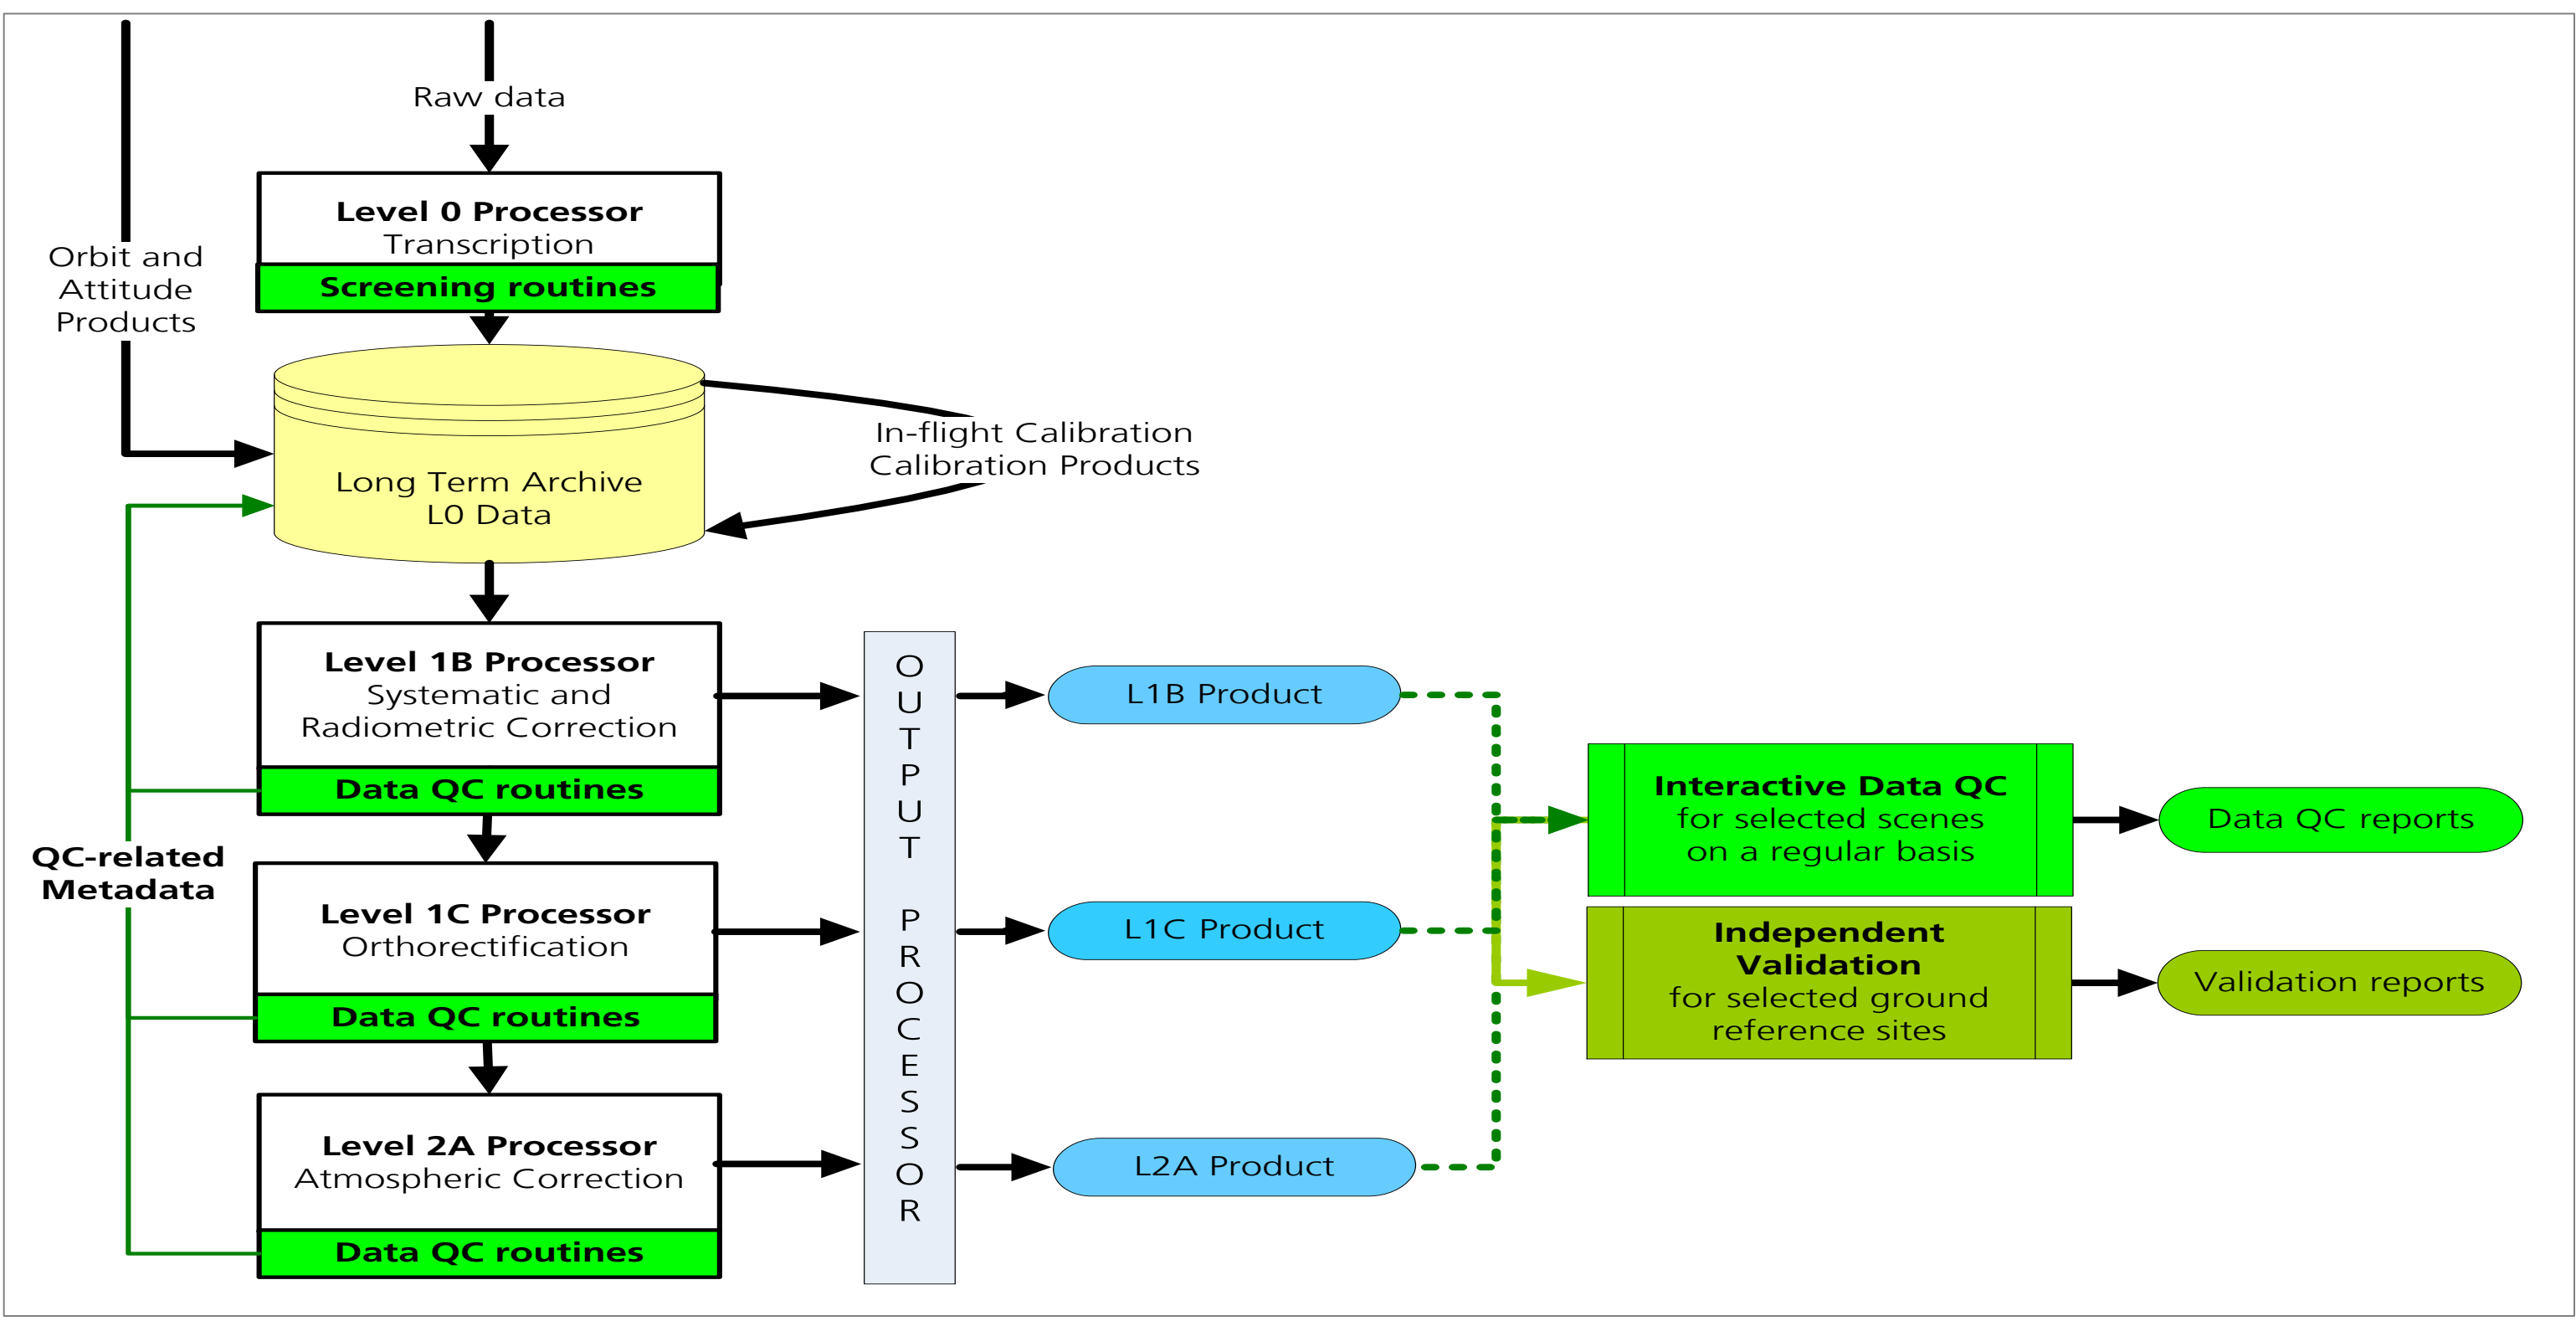 Raw data
Level 0 Processor
Transcription
Screening routines
Orbit and
Attitude
Products
In-flight Calibration
Calibration Products
Long Term Archive
L0 Data
Level 1B Processor
Systematic and
Radiometric Correction
Data QC routines
QC-related
Metadata
Level 1C Processor
Orthorectification
Data QC routines
Level 2A Processor
Atmospheric Correction
Data QC routines
OUTPUT PROCESSOR
L1B Product
L1C Product
L2A Product
Interactive Data QC
for selected scenes
on a regular basis
Data QC reports
Independent
Validation
for selected ground
reference sites
Validation reports